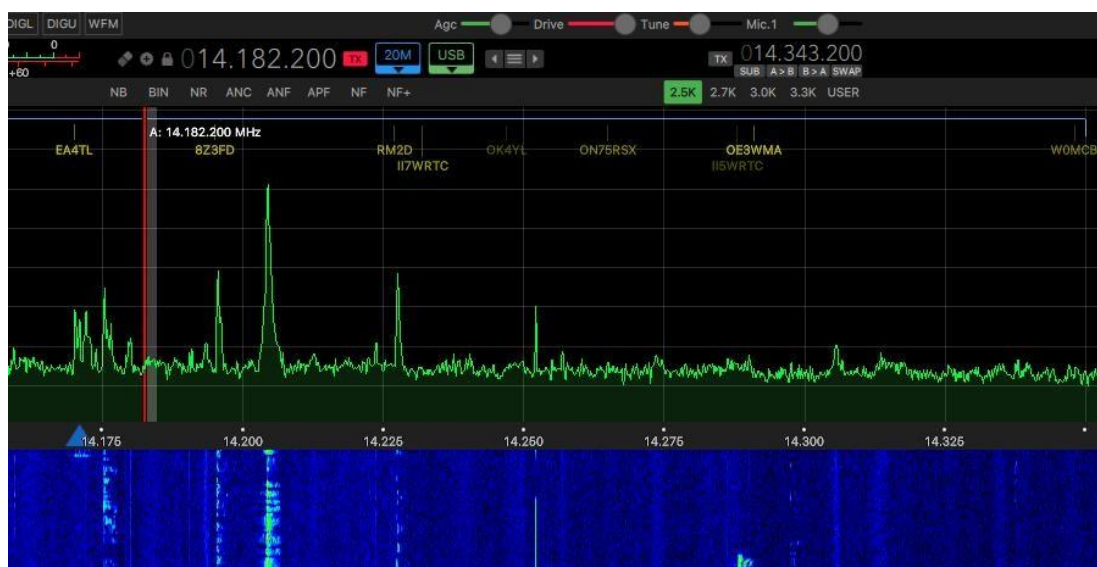 DIGL DIGU WFM Agc Drive Tune Mic.1
0
+60
014.182.200 TX 20M USB TX 014.343.200
SUB A>B B>A SWAP
NB BIN NR ANC ANF APF NF NF+ 2.5K 2.7K 3.0K 3.3K USER
A: 14.182.200 MHz
EA4TL 8Z3FD RM2D OK4YL ON75RSX OE3WMA W0MCB
II7WRTC II5WRTC
14.175 14.200 14.225 14.250 14.275 14.300 14.325